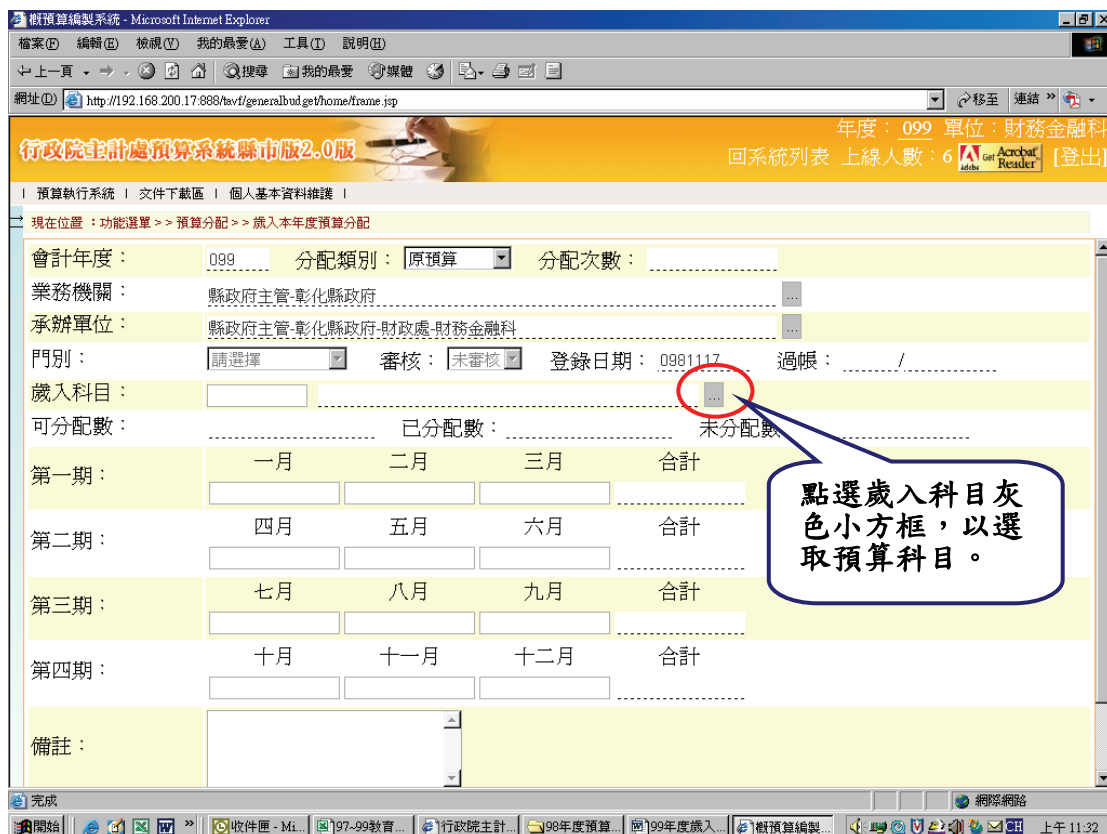 概預算編製系統 - Microsoft Internet Explorer
檔案(F) 編輯(E) 檢視(V) 我的最愛(A) 工具(T) 說明(H)
上一頁 搜尋 我的最愛 媒體
網址(D) http://192.168.200.17:888/tavf/generalbudget/home/frame.jsp 移至 連結 »
年度：099 單位：財務金融科
行政院主計處預算系統縣市版2.0版
回系統列表 上線人數：6 Adobe Get Acrobat Reader [登出]
| 預算執行系統 | 文件下載區 | 個人基本資料維護 |
現在位置 ：功能選單>>預算分配>>歲入本年度預算分配
會計年度： 099 分配類別： 原預算 分配次數：
業務機關： 縣政府主管-彰化縣政府 ...
承辦單位： 縣政府主管-彰化縣政府-財政處-財務金融科 ...
門別： 請選擇 審核： 未審核 登錄日期： 0981117 過帳： /
歲入科目： ...
可分配數： 已分配數： 未分配數
第一期： 一月 二月 三月 合計
第二期： 四月 五月 六月 合計
第三期： 七月 八月 九月 合計
第四期： 十月 十一月 十二月 合計
備註：
點選歲入科目灰
色小方框，以選
取預算科目。
完成 網際網路
開始 » 收件匣 - Mi... 97~99教育... 行政院主計... 98年度預算... 99年度歲入... 概預算編製... CH 上午 11:32